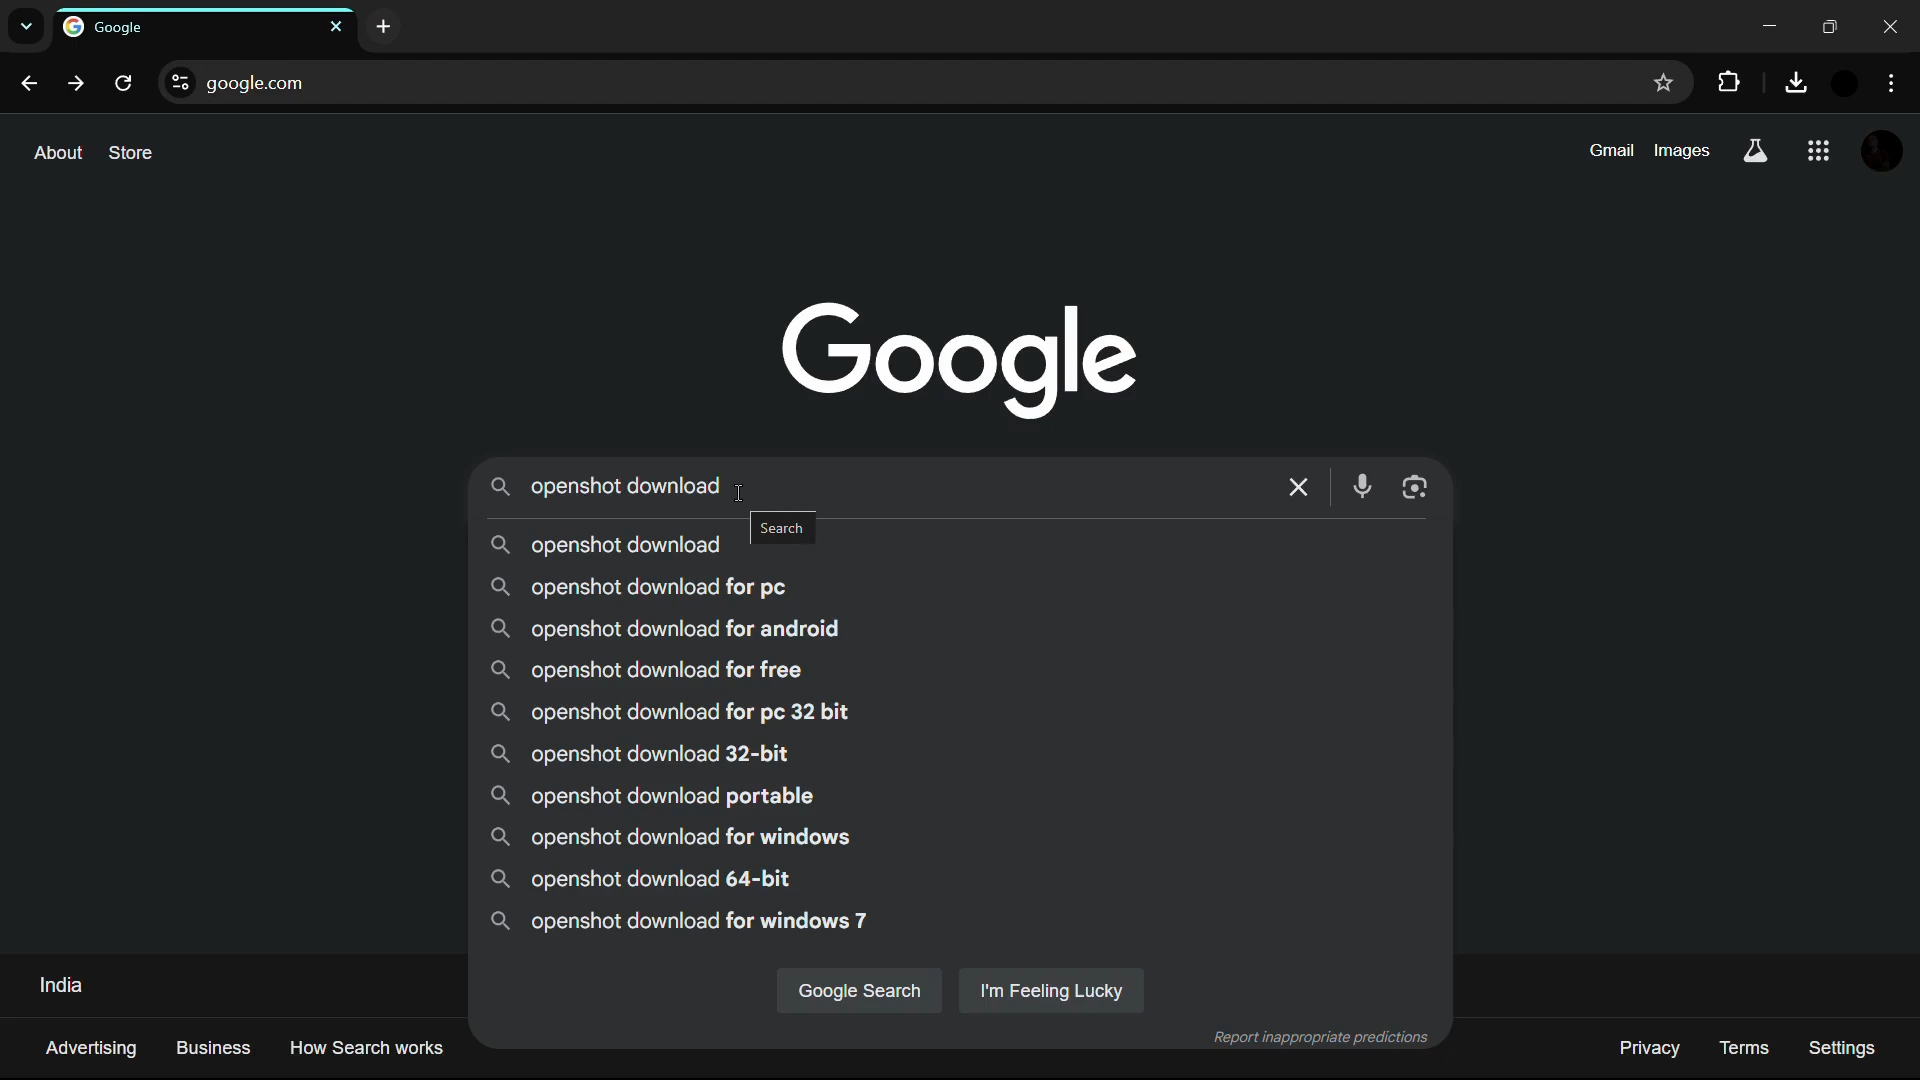 Google
google.com
About Store
Gmail Images
Google
openshot download
Search
openshot download
openshot download for pc
openshot download for android
openshot download for free
openshot download for pc 32 bit
openshot download 32-bit
openshot download portable
openshot download for windows
openshot download 64-bit
openshot download for windows 7
Google Search I'm Feeling Lucky
Report inappropriate predictions
India
Advertising Business How Search works
Privacy Terms Settings